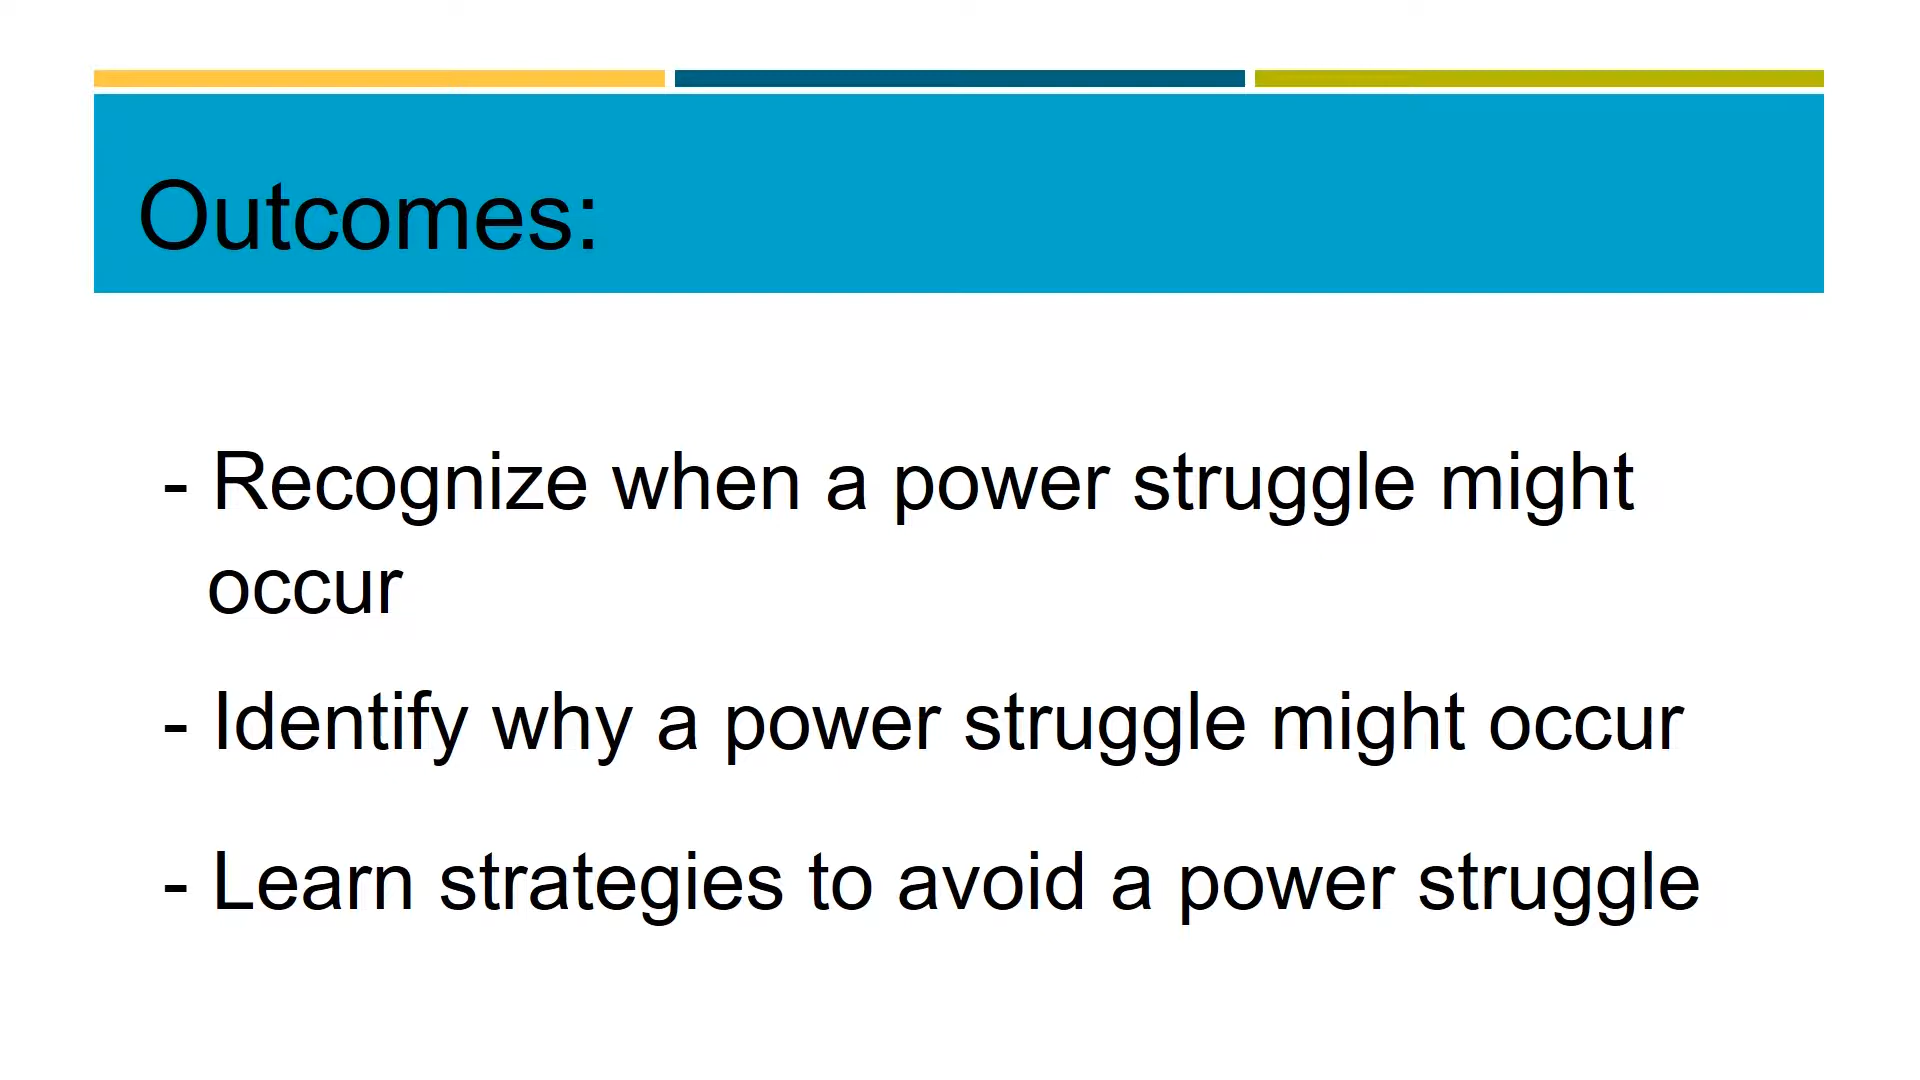 Outcomes:
- Recognize when a power struggle might
occur
- Identify why a power struggle might occur
- Learn strategies to avoid a power struggle